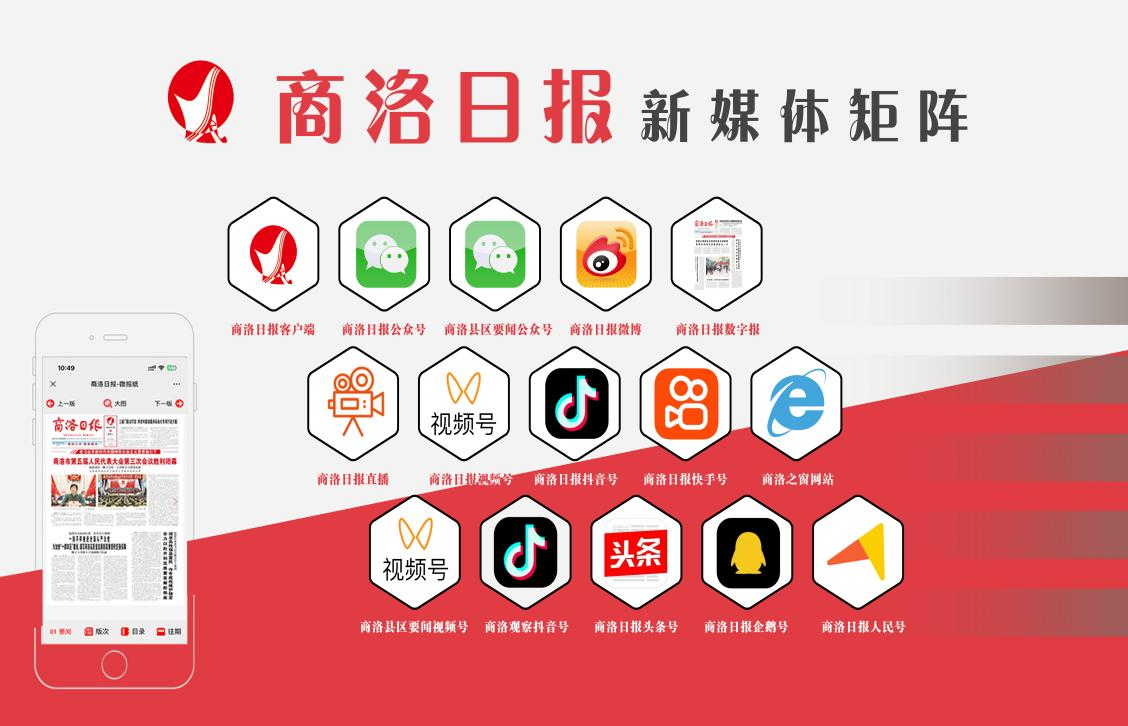 商洛日报 新媒体矩阵
商洛日报客户端
商洛日报公众号
商洛县区要闻公众号
商洛日报微博
商洛日报数字报
视频号
商洛日报直播
商洛日报视频号
商洛日报抖音号
商洛日报快手号
商洛之窗网站
视频号
头条
商洛县区要闻视频号
商洛观察抖音号
商洛日报头条号
商洛日报企鹅号
商洛日报人民号
10:49
商洛日报-微报纸
上一版
大图
下一版
商洛日报
商洛市第五届人民代表大会第三次会议胜利闭幕
01 要闻
版次
目录
往期